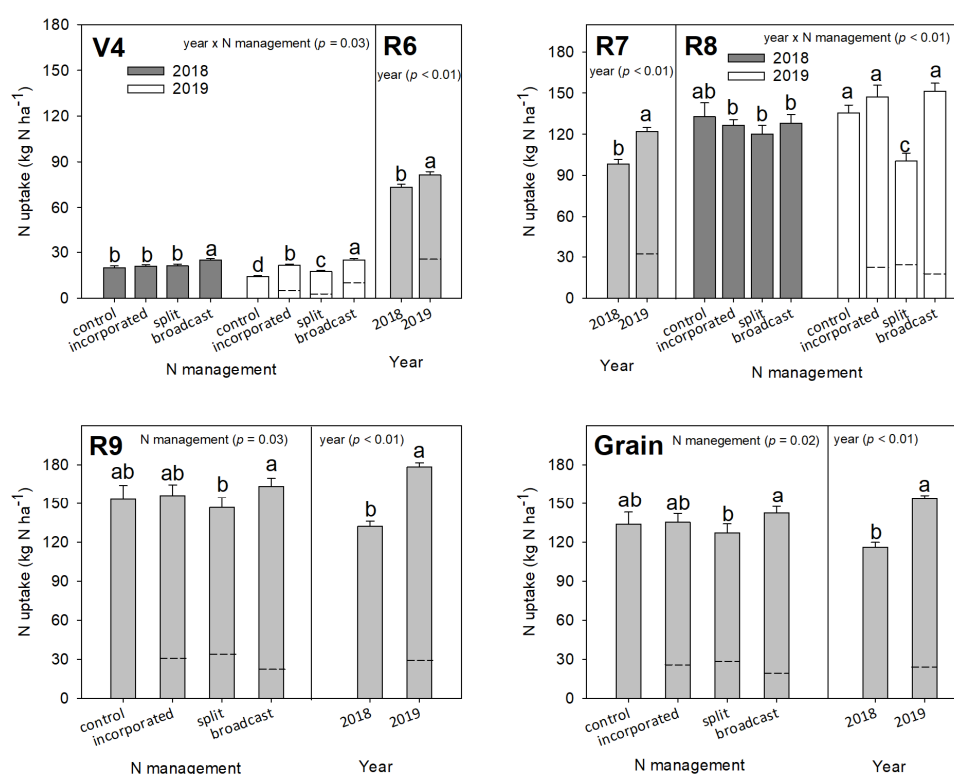 V4
year x N management (p = 0.03)
2018
2019
N uptake (kg N ha⁻¹)
180
150
120
90
60
30
0
b
b
b
a
d
b
c
a
control
incorporated
split
broadcast
control
incorporated
split
broadcast
N management
R6
year (p < 0.01)
b
a
2018
2019
Year
R7
year (p < 0.01)
N uptake (kg N ha⁻¹)
180
150
120
90
60
30
0
b
a
2018
2019
Year
R8
year x N management (p < 0.01)
2018
2019
ab
b
b
b
a
a
c
a
control
incorporated
split
broadcast
control
incorporated
split
broadcast
N management
R9
N management (p = 0.03)
N uptake (kg N ha⁻¹)
180
150
120
90
60
30
0
ab
ab
b
a
control
incorporated
split
broadcast
N management
year (p < 0.01)
b
a
2018
2019
Year
Grain
N manegement (p = 0.02)
N uptake (kg N ha⁻¹)
180
150
120
90
60
30
0
ab
ab
b
a
control
incorporated
split
broadcast
N management
year (p < 0.01)
b
a
2018
2019
Year